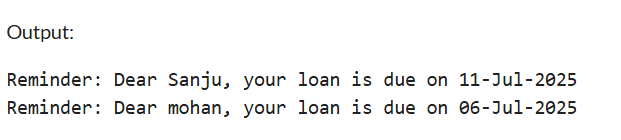 Output:
Reminder: Dear Sanju, your loan is due on 11-Jul-2025
Reminder: Dear mohan, your loan is due on 06-Jul-2025